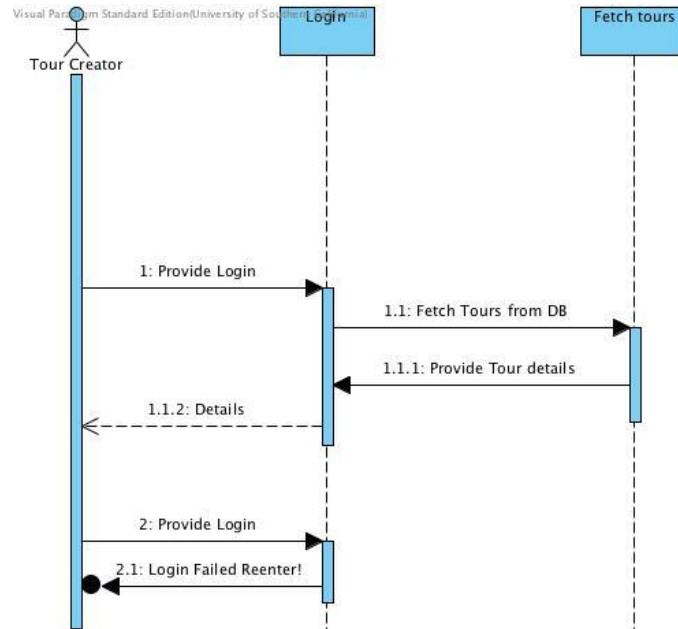 Visual Paradigm Standard Edition(University of Southern California)
Login
Fetch tours
Tour Creator
1: Provide Login
1.1: Fetch Tours from DB
1.1.1: Provide Tour details
1.1.2: Details
2: Provide Login
2.1: Login Failed Reenter!